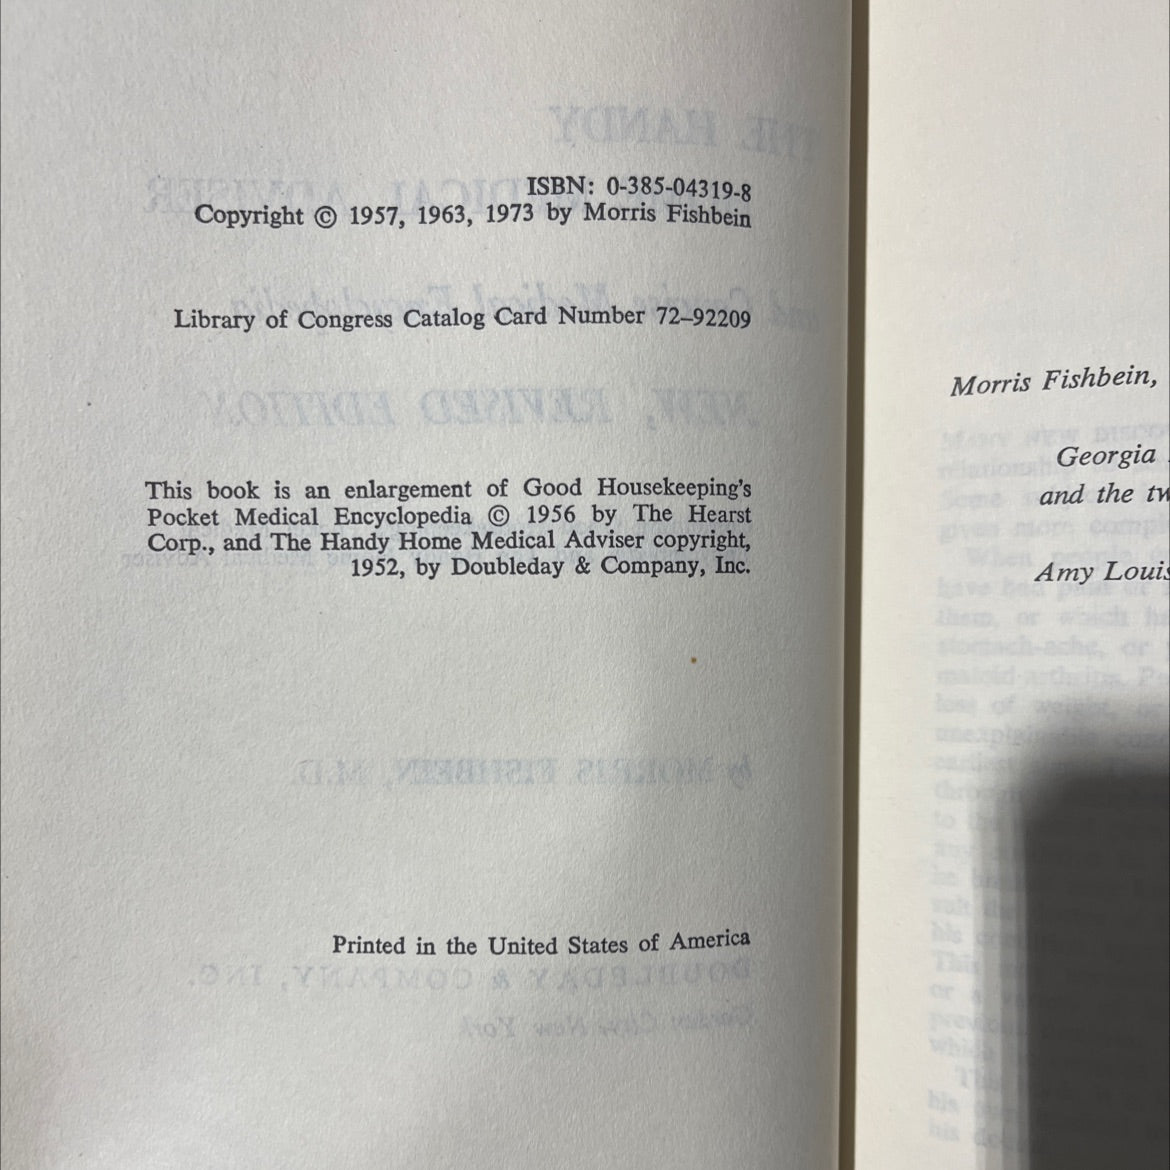 ISBN: 0-385-04319-8
Copyright © 1957, 1963, 1973 by Morris Fishbein
Library of Congress Catalog Card Number 72–92209
This book is an enlargement of Good Housekeeping's
Pocket Medical Encyclopedia © 1956 by The Hearst
Corp., and The Handy Home Medical Adviser copyright,
1952, by Doubleday & Company, Inc.
Printed in the United States of America
Morris Fishbein,
Georgia
and the tw
Amy Louis